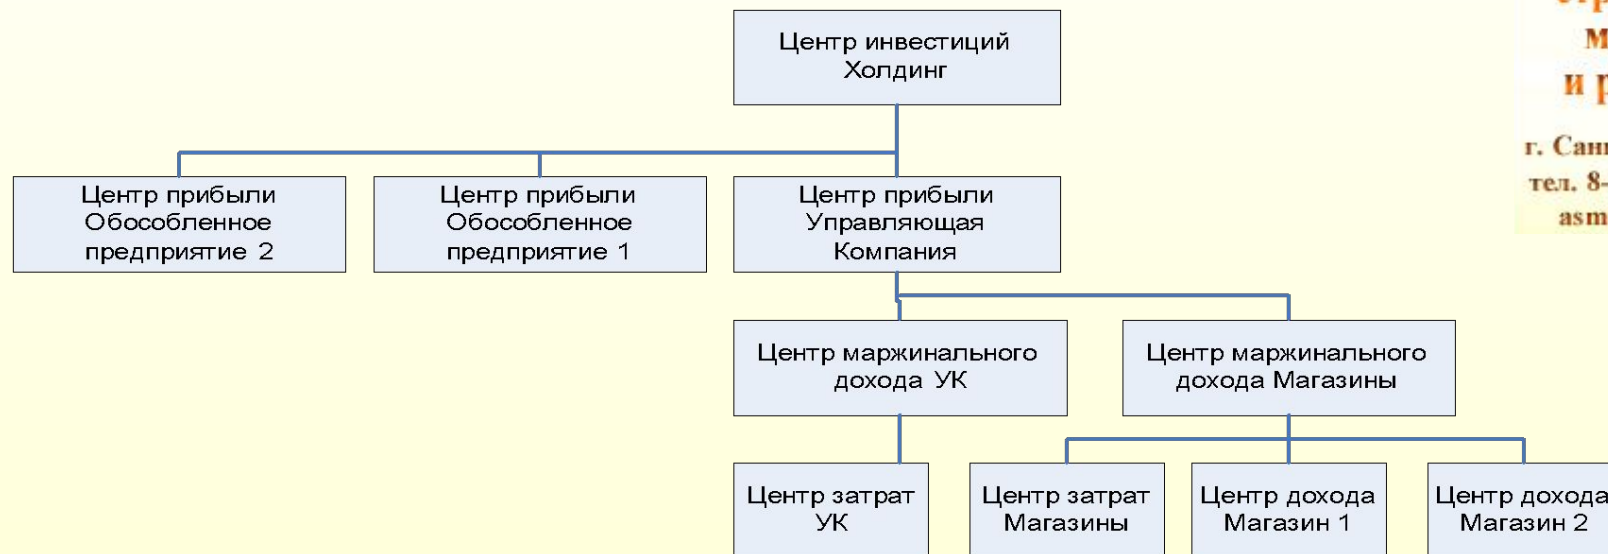 Центр инвестиций
Холдинг
Центр прибыли
Обособленное
предприятие 2
Центр прибыли
Обособленное
предприятие 1
Центр прибыли
Управляющая
Компания
Центр маржинального
дохода УК
Центр маржинального
дохода Магазины
Центр затрат
УК
Центр затрат
Магазины
Центр дохода
Магазин 1
Центр дохода
Магазин 2
и
г.
тел. 8-